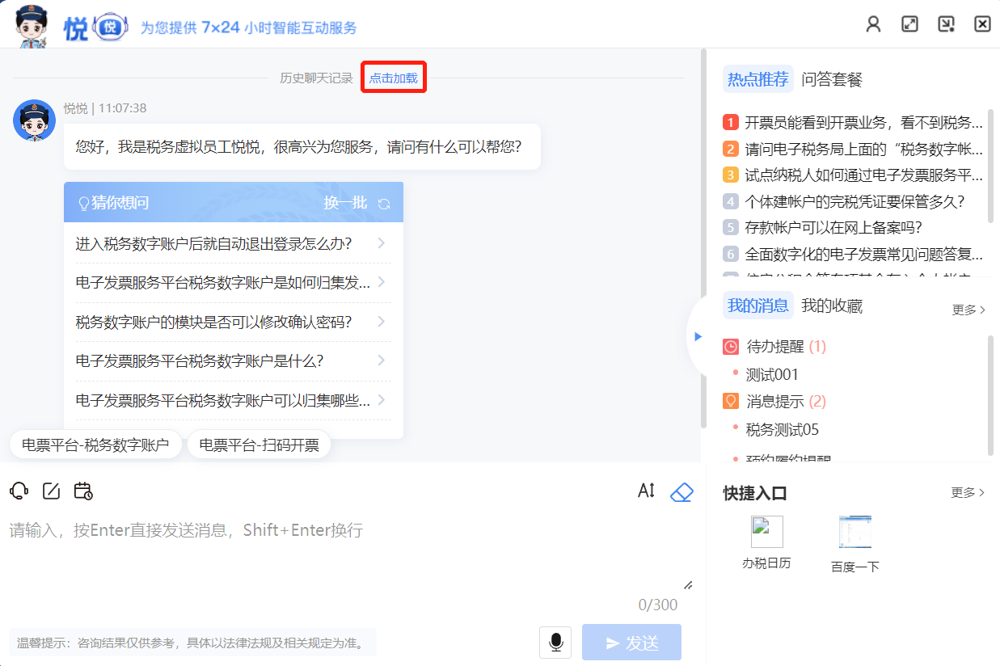 悦 悦 为您提供 7×24 小时智能互动服务
历史聊天记录 点击加载
悦悦 | 11:07:38
您好，我是税务虚拟员工悦悦，很高兴为您服务，请问有什么可以帮您？
猜你想问 换一批
进入税务数字账户后就自动退出登录怎么办？
电子发票服务平台税务数字账户是如何归集发...
税务数字账户的模块是否可以修改确认密码？
电子发票服务平台税务数字账户是什么？
电子发票服务平台税务数字账户可以归集哪些...
电票平台-税务数字账户 电票平台-扫码开票
请输入，按Enter直接发送消息，Shift+Enter换行
0/300
温馨提示：咨询结果仅供参考，具体以法律法规及相关规定为准。
发送
热点推荐 问答套餐
1 开票员能看到开票业务，看不到税务...
2 请问电子税务局上面的“税务数字帐...
3 试点纳税人如何通过电子发票服务平...
4 个体建帐户的完税凭证要保管多久？
5 存款帐户可以在网上备案吗？
6 全面数字化的电子发票常见问题答复...
我的消息 我的收藏 更多
待办提醒 (1)
测试001
消息提示 (2)
税务测试05
预约履约提醒
快捷入口 更多
办税日历 百度一下